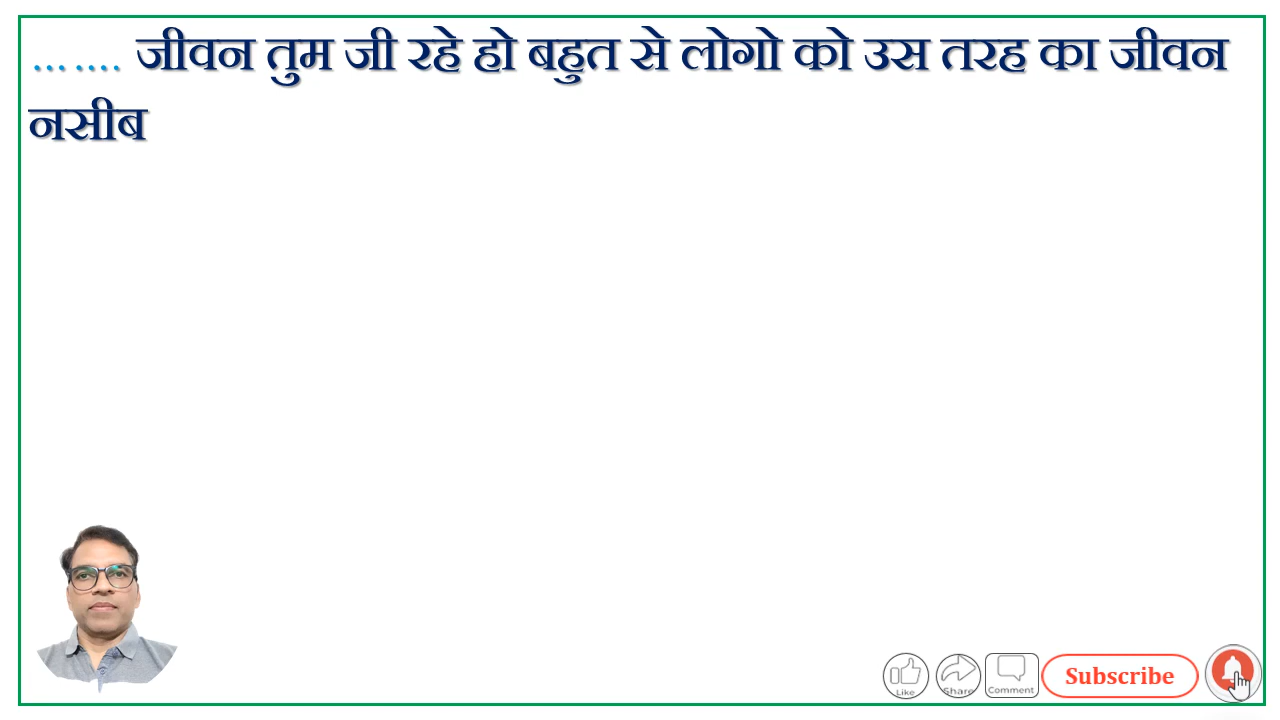 ....... जीवन तुम जी रहे हो बहुत से लोगो को उस तरह का जीवन
नसीब
Like
Share
Comment
Subscribe